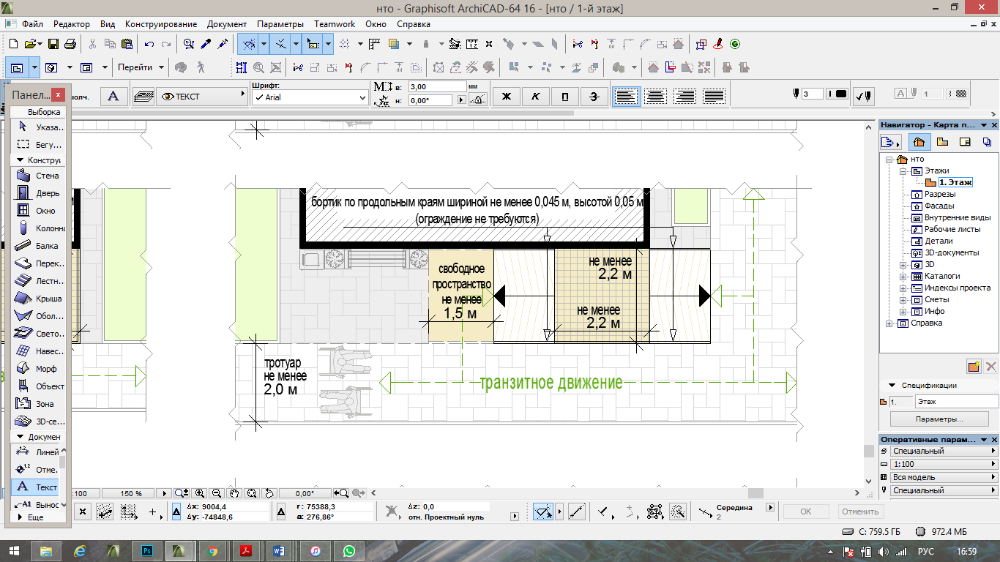 нто - Graphisoft ArchiCAD-64 16 - [нто / 1-й этаж]
Файл Редактор Вид Конструирование Документ Параметры Teamwork Окно Справка
Перейти
Панел...
молч.
ТЕКСТ
Шрифт:
Arial
в: 3,00 мм
н: 0,00°
Ж К П З
3
1
Выборка
Указа...
Бегу...
Констру
Стена
Дверь
Окно
Колонна
Балка
Перек...
Лестн...
Крыша
Обол...
Свето...
Навес...
Морф
Объект
Зона
3D-се...
Докумен
Линей
Отме.
Текст
Вынос
Еще
бортик по продольным краям шириной не менее 0,045 м, высотой 0,05 м
(ограждение не требуются)
свободное
пространство
не менее
1,5 м
не менее
2,2 м
не менее
2,2 м
тротуар
не менее
2,0 м
транзитное движение
Навигатор - Карта п...
нто
Этажи
1. Этаж
Разрезы
Фасады
Внутренние виды
Рабочие листы
Детали
3D-документы
3D
Каталоги
Индексы проекта
Сметы
Инфо
Справка
Спецификации
1. Этаж
Параметры...
Оперативные парам...
Специальный
1:100
Вся модель
Специальный
:100
150 %
0,00°
Δx: 9004,4
Δy: -74848,6
r: 75388,3
a: 276,86°
Δz: 0,0
отн. Проектный нуль
Середина
2
ОК
Отменить
C: 759.5 ГБ
972.4 МБ
РУС
16:59